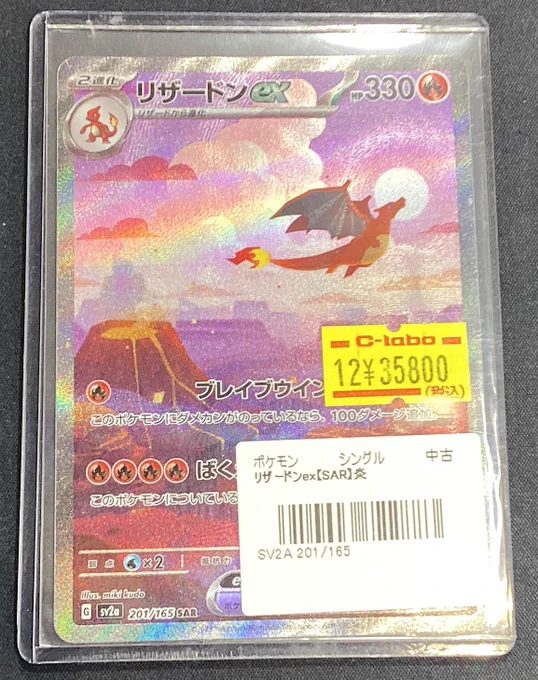 2進化
リザードンex HP330
リザードから進化
C-labo
12¥35800
(税込)
ブレイブウイン
このポケモンにダメカンがのっているなら、100ダメージ追加
ばく
このポケモンについている
ポケモン シングル 中古
リザードンex【SAR】炎
SV2A 201/165
弱点 ×2 抵抗力
illus. miki kudo
G sv2a 201/165 SAR